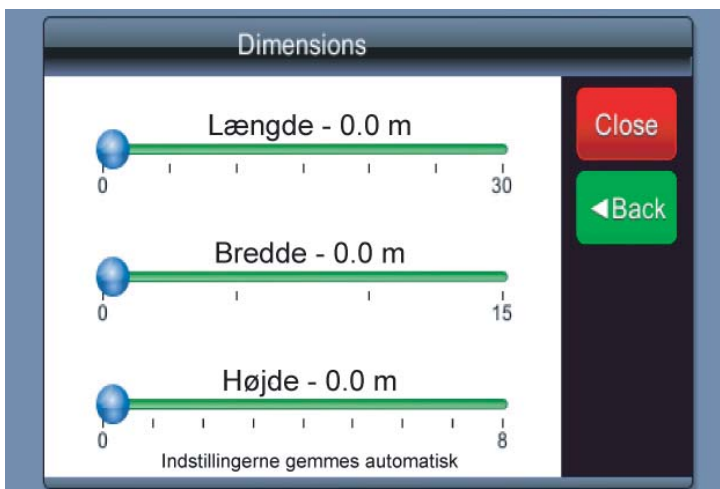 Dimensions
Længde - 0.0 m
0 30
Close
◄Back
Bredde - 0.0 m
0 15
Højde - 0.0 m
0 8
Indstillingerne gemmes automatisk